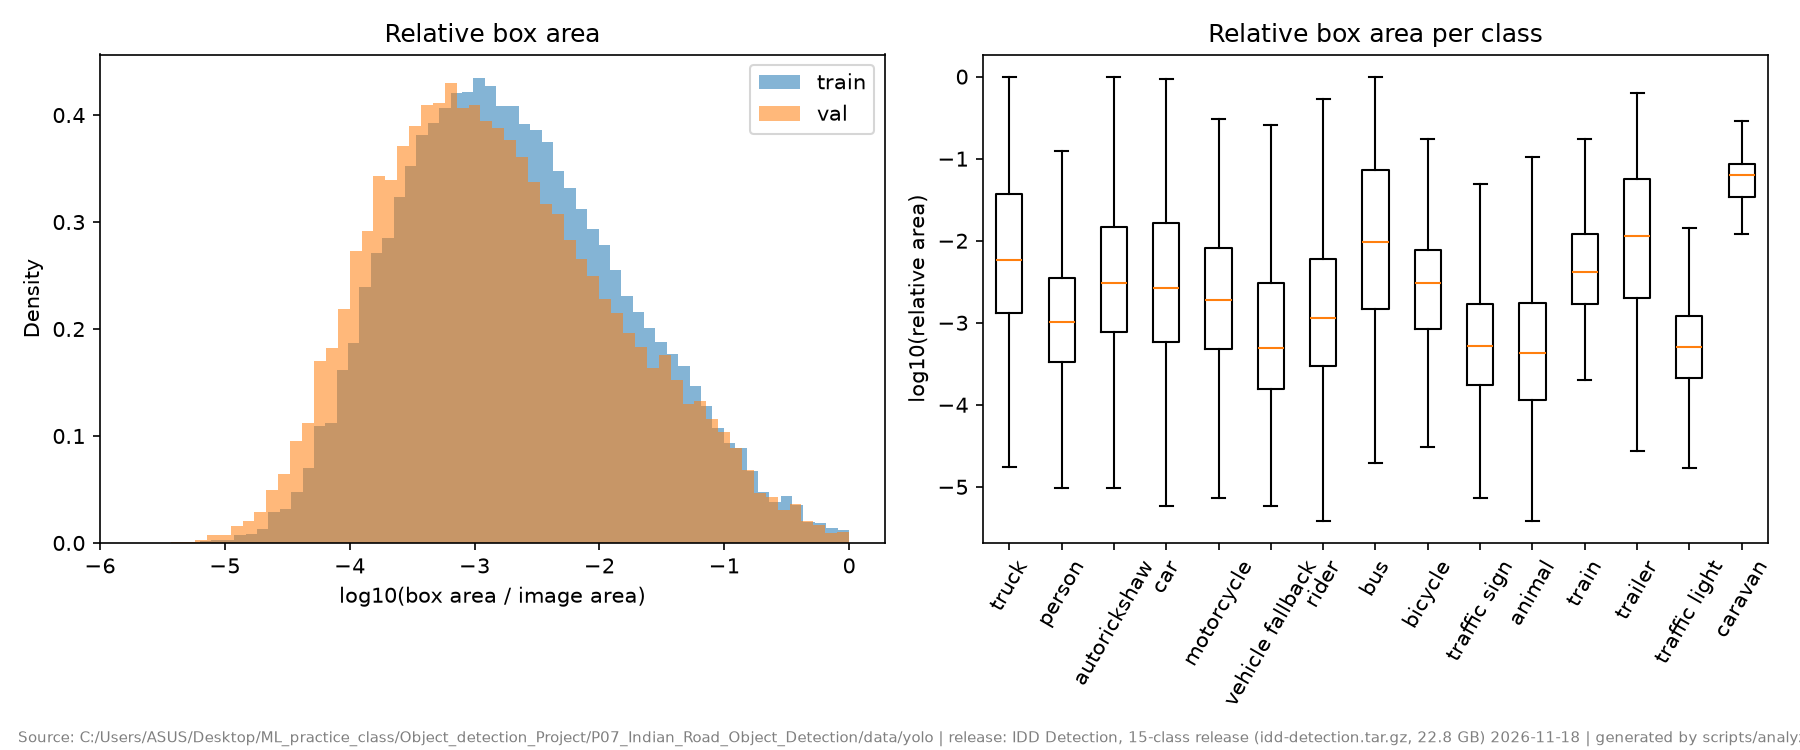 Relative box area
train
val
0.4
0.3
0.2
0.1
0.0
Density
−6 −5 −4 −3 −2 −1 0
log10(box area / image area)
Relative box area per class
0
−1
−2
−3
−4
−5
log10(relative area)
truck person autorickshaw car motorcycle vehicle fallback rider bus bicycle traffic sign animal train trailer traffic light caravan
Source: C:/Users/ASUS/Desktop/ML_practice_class/Object_detection_Project/P07_Indian_Road_Object_Detection/data/yolo | release: IDD Detection, 15-class release (idd-detection.tar.gz, 22.8 GB) 2026-11-18 | generated by